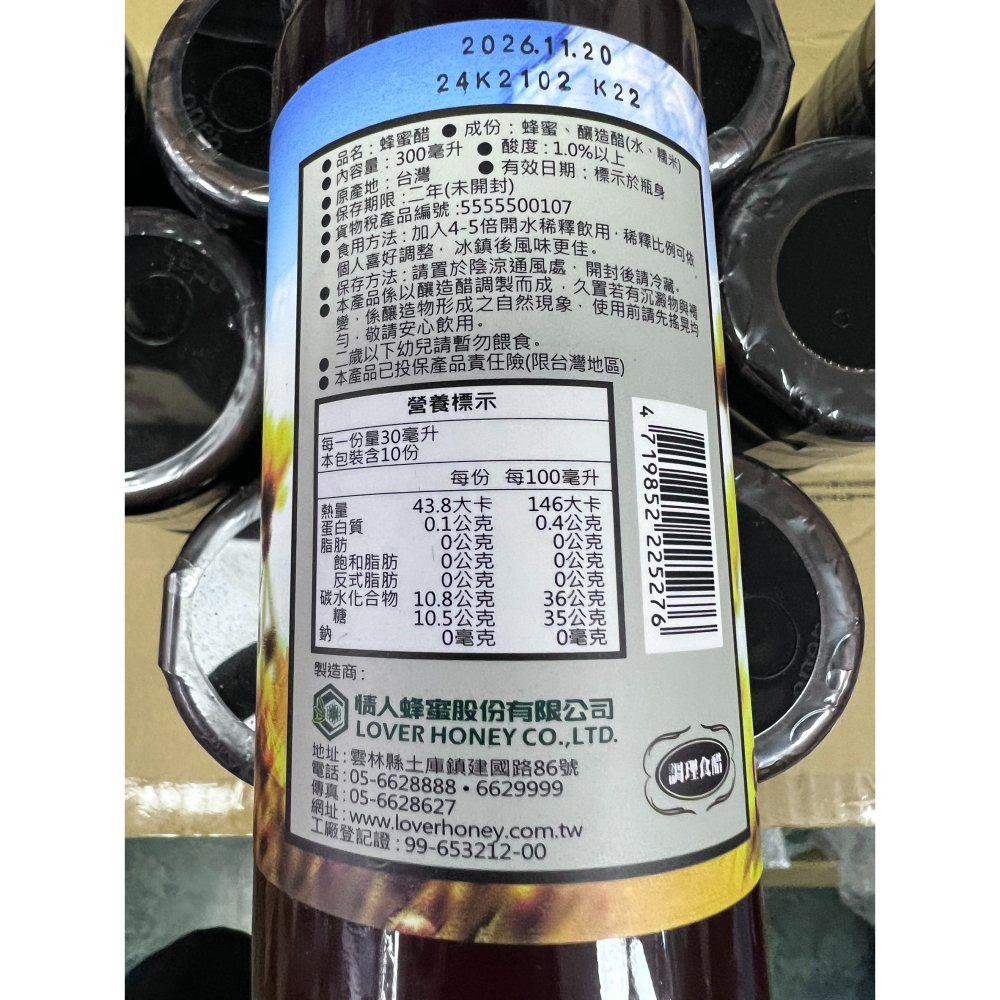 2026.11.20
24K2102 K22
●品名：蜂蜜醋 ●成份：蜂蜜、釀造醋(水、糯米)
●內容量：300毫升 ●酸度：1.0%以上
●原產地：台灣 ●有效日期：標示於瓶身
●保存期限：二年(未開封)
●貨物稅產品編號:5555500107
●食用方法：加入4-5倍開水稀釋飲用，稀釋比例可依
個人喜好調整，冰鎮後風味更佳。
●保存方法：請置於陰涼通風處，開封後請冷藏。
●本產品係以釀造醋調製而成，久置若有沉澱物與褐
變，係釀造物形成之自然現象，使用前請先搖晃均
勻，敬請安心飲用。
●二歲以下幼兒請暫勿餵食。
●本產品已投保產品責任險(限台灣地區)
營養標示
每一份量30毫升
本包裝含10份
每份 每100毫升
熱量 43.8大卡 146大卡
蛋白質 0.1公克 0.4公克
脂肪 0公克 0公克
飽和脂肪 0公克 0公克
反式脂肪 0公克 0公克
碳水化合物 10.8公克 36公克
糖 10.5公克 35公克
鈉 0毫克 0毫克
4 719852 225276
製造商：
情人蜂蜜股份有限公司
LOVER HONEY CO.,LTD.
調理食醋
地址：雲林縣土庫鎮建國路86號
電話：05-6628888・6629999
傳真：05-6628627
網址：www.loverhoney.com.tw
工廠登記證：99-653212-00